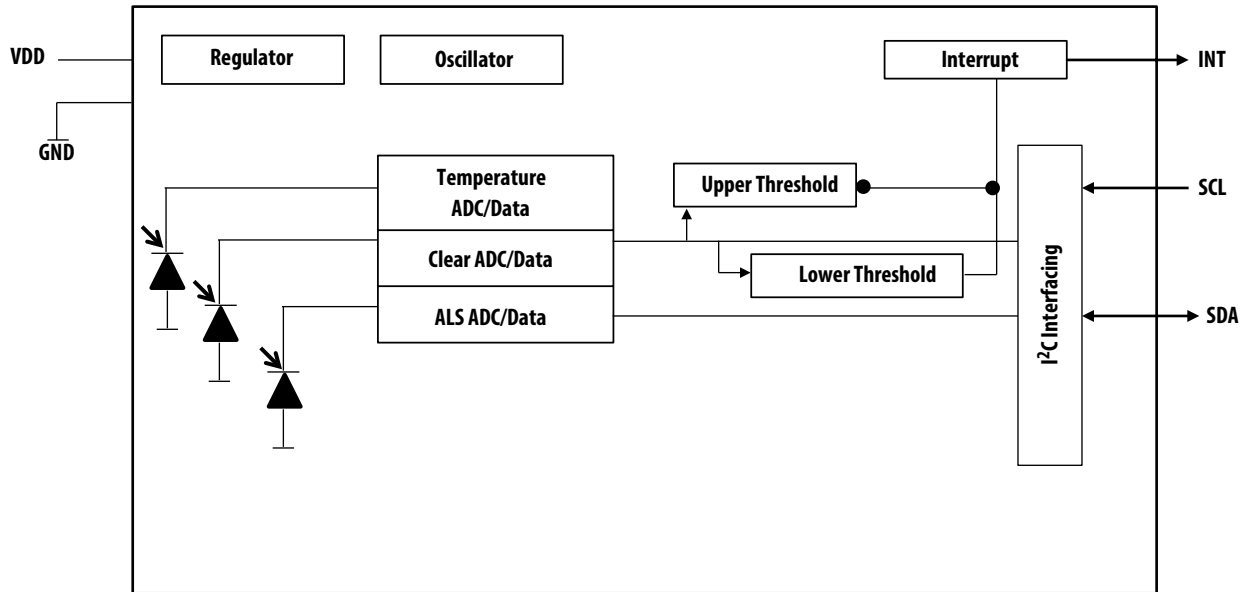 VDD
GND
Regulator
Oscillator
Interrupt
INT
Temperature
ADC/Data
Clear ADC/Data
ALS ADC/Data
Upper Threshold
Lower Threshold
I²C Interfacing
SCL
SDA